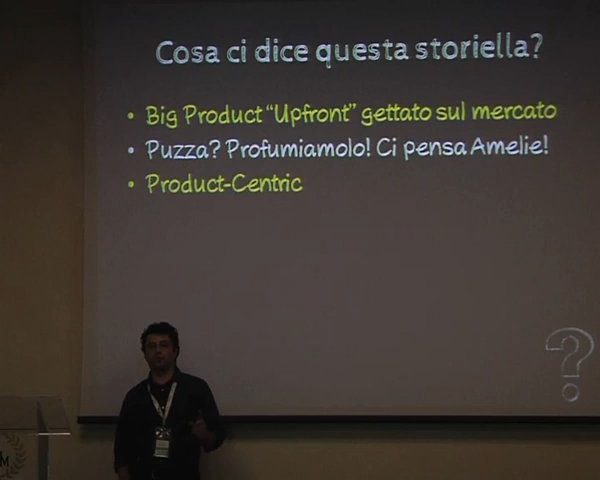 Cosa ci dice questa storiella?
• Big Product “Upfront” gettato sul mercato
• Puzza? Profumiamolo! Ci pensa Amelie!
• Product-Centric
?
M